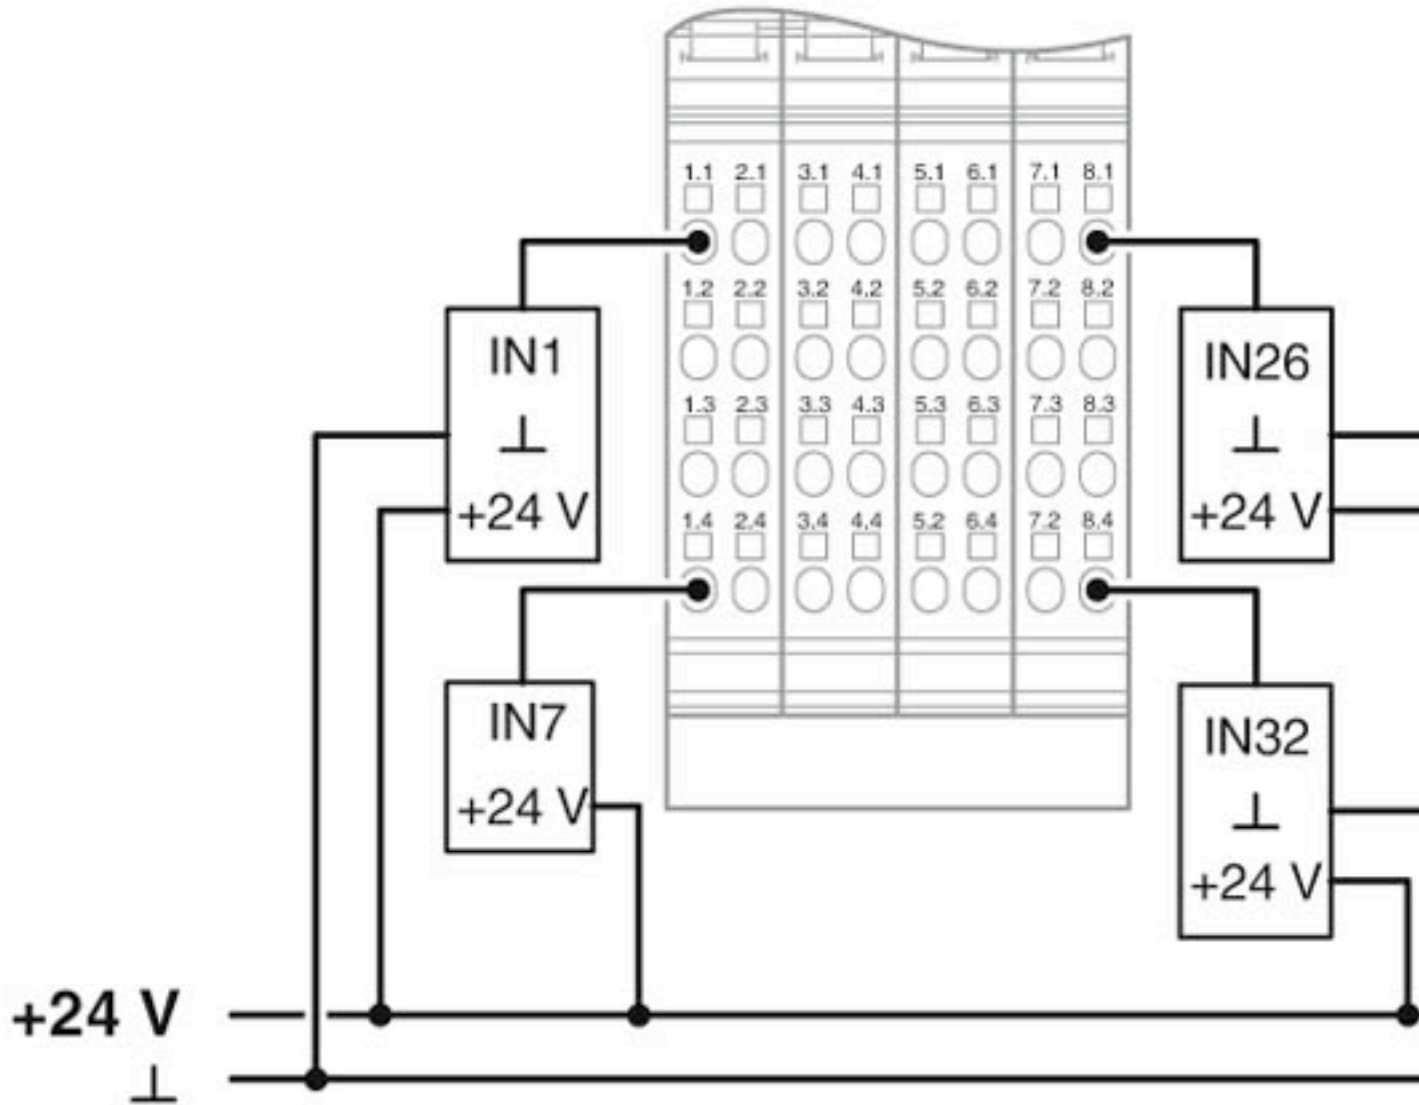 1.1 2.1 3.1 4.1 5.1 6.1 7.1 8.1
1.2 2.2 3.2 4.2 5.2 6.2 7.2 8.2
IN1
IN26
1.3 2.3 3.3 4.3 5.3 6.3 7.3 8.3
⊥
⊥
+24 V
+24 V
1.4 2.4 3.4 4.4 5.2 6.4 7.2 8.4
IN7
+24 V
IN32
⊥
+24 V
+24 V
⊥